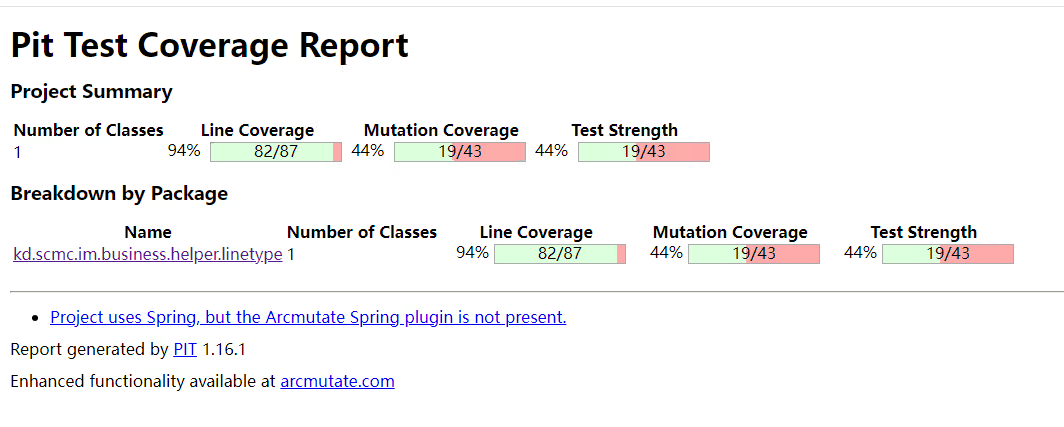 Pit Test Coverage Report
Project Summary
Number of Classes Line Coverage Mutation Coverage Test Strength
1 94% 82/87 44% 19/43 44% 19/43
Breakdown by Package
Name Number of Classes Line Coverage Mutation Coverage Test Strength
kd.scmc.im.business.helper.linetype 1 94% 82/87 44% 19/43 44% 19/43
Project uses Spring, but the Arcmutate Spring plugin is not present.
Report generated by PIT 1.16.1
Enhanced functionality available at arcmutate.com